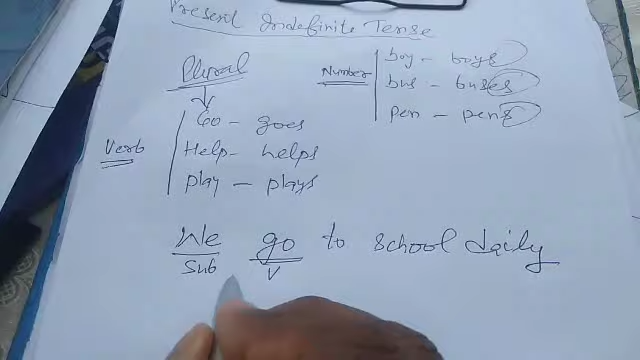 Present Indefinite Tense
Plural
Go - goes
Verb
Help - helps
Play - plays
Number
boy - boys
bus - buses
pen - pens
We go to school daily
Sub V